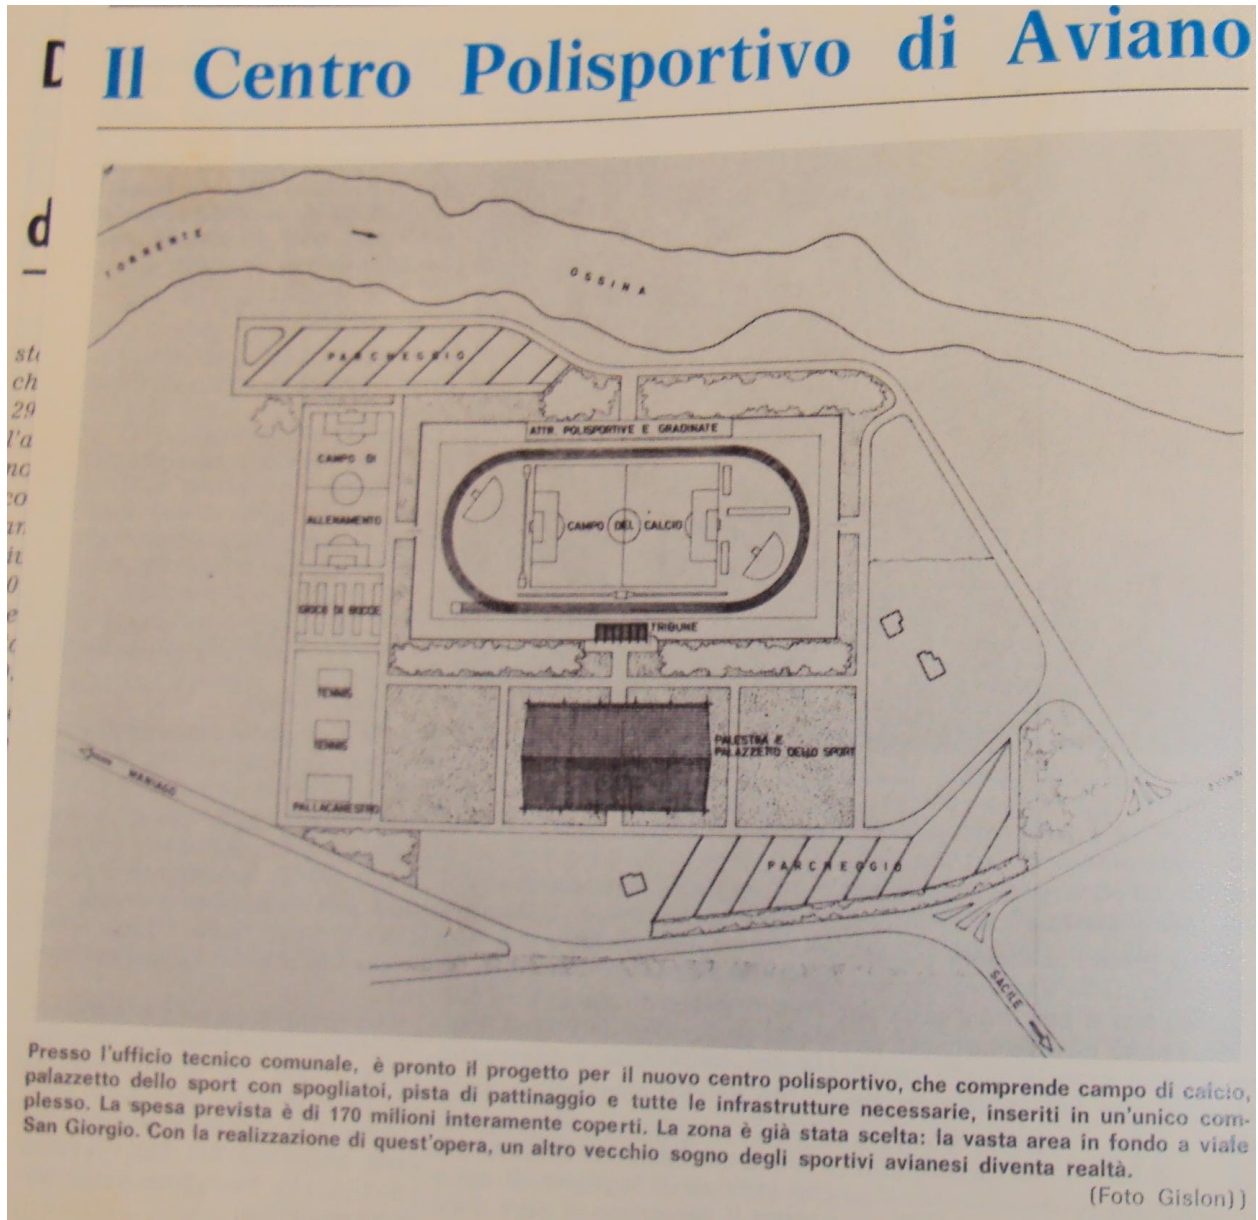 Il Centro Polisportivo di Aviano
D
d
TORRENTE
OSSINA
PARCHEGGIO
ATTR. POLISPORTIVE E GRADINATE
CAMPO DI
ALLENAMENTO
CAMPO DEL CALCIO
GIOCO DI BOCCE
TRIBUNE
TENNIS
TENNIS
PALLACANESTRO
PALESTRA E
PALAZZETTO DELLO SPORT
MANIAGO
PARCHEGGIO
SACILE
ch
29
l'a
Presso l'ufficio tecnico comunale, è pronto il progetto per il nuovo centro polisportivo, che comprende campo di calcio,
palazzetto dello sport con spogliatoi, pista di pattinaggio e tutte le infrastrutture necessarie, inseriti in un'unico com-
plesso. La spesa prevista è di 170 milioni interamente coperti. La zona è già stata scelta: la vasta area in fondo a viale
San Giorgio. Con la realizzazione di quest'opera, un altro vecchio sogno degli sportivi avianesi diventa realtà.
(Foto Gislon))